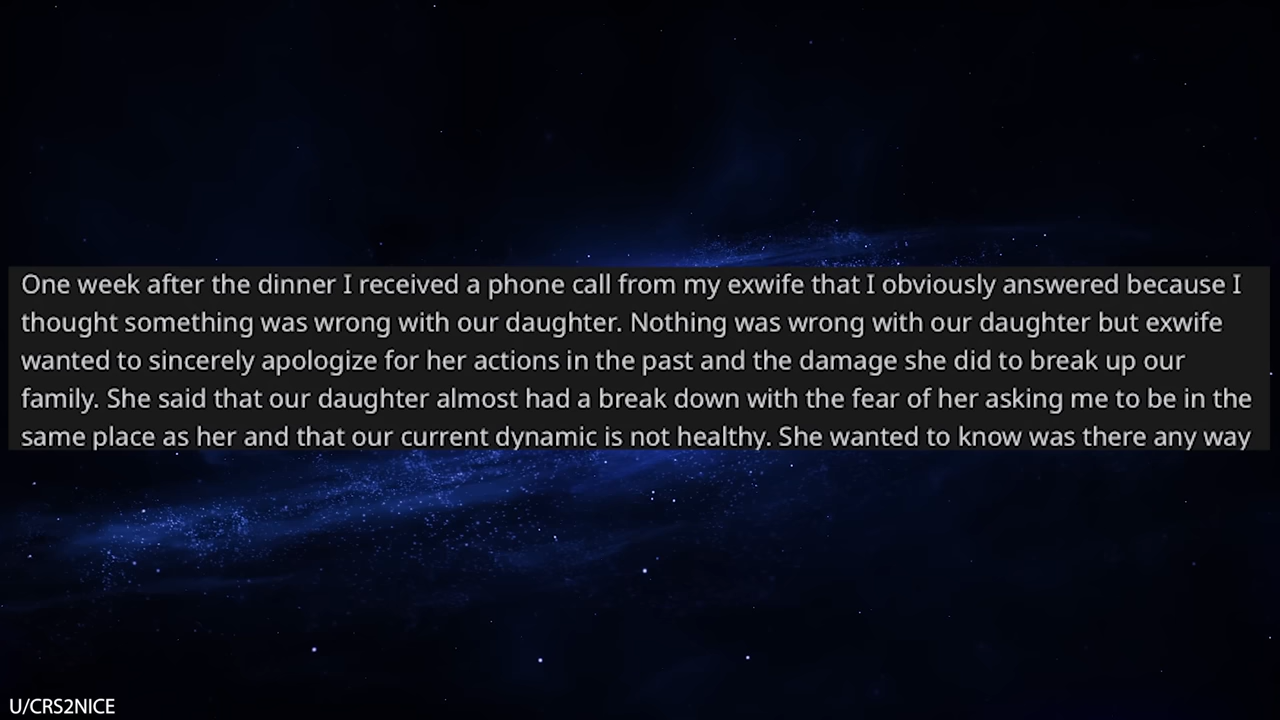 One week after the dinner I received a phone call from my exwife that I obviously answered because I
thought something was wrong with our daughter. Nothing was wrong with our daughter but exwife
wanted to sincerely apologize for her actions in the past and the damage she did to break up our
family. She said that our daughter almost had a break down with the fear of her asking me to be in the
same place as her and that our current dynamic is not healthy. She wanted to know was there any way
U/CRS2NICE